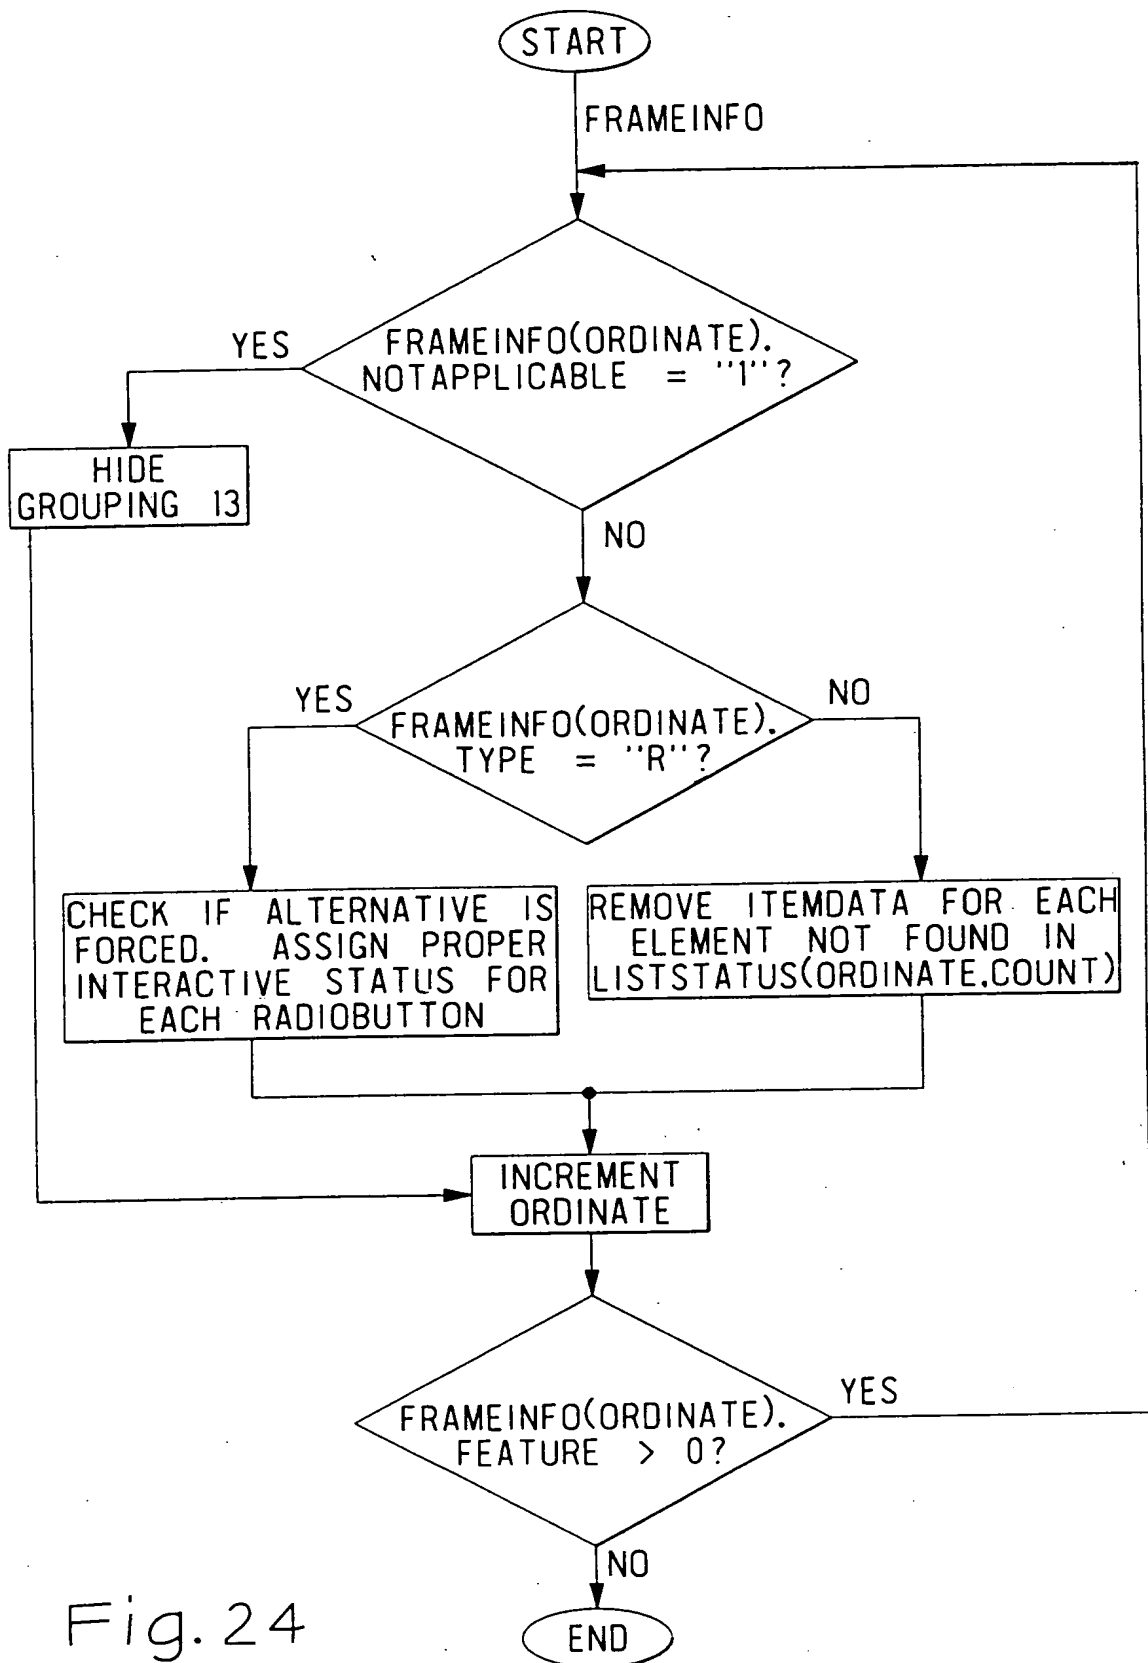 START
FRAMEINFO
YES
FRAMEINFO(ORDINATE).
NOTAPPLICABLE = "1"?
HIDE
GROUPING 13
NO
YES
NO
FRAMEINFO(ORDINATE).
TYPE = "R"?
CHECK IF ALTERNATIVE IS
FORCED. ASSIGN PROPER
INTERACTIVE STATUS FOR
EACH RADIOBUTTON
REMOVE ITEMDATA FOR EACH
ELEMENT NOT FOUND IN
LISTSTATUS(ORDINATE.COUNT)
INCREMENT
ORDINATE
YES
FRAMEINFO(ORDINATE).
FEATURE > 0?
NO
END
Fig. 24